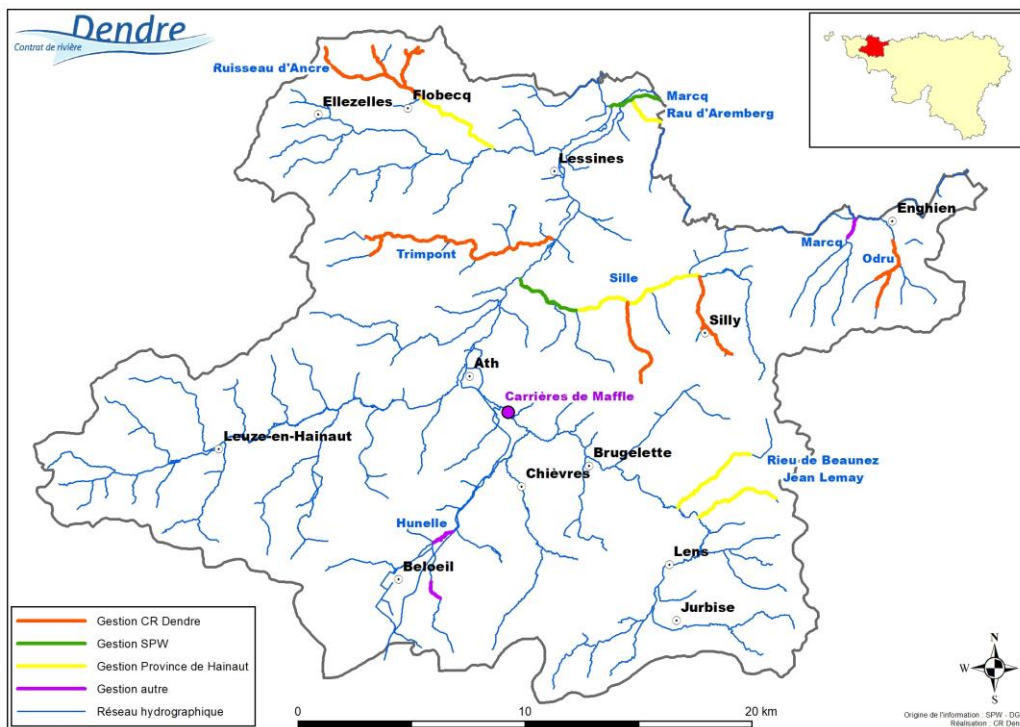 Dendre
Contrat de rivière
Ruisseau d'Ancre
Flobecq
Ellezelles
Marcq
Rau d'Aremberg
Lessines
Enghien
Marcq
Odru
Trimpont
Sille
Silly
Ath
Carrières de Maffle
Leuze-en-Hainaut
Brugelette
Rieu de Beaunez
Jean Lemay
Chièvres
Hunelle
Lens
Beloeil
Jurbise
Gestion CR Dendre
Gestion SPW
Gestion Province de Hainaut
Gestion autre
Réseau hydrographique
0 10 20 km
N
W E
S
Origine de l'information : SPW - DG
Réalisation : CR Den